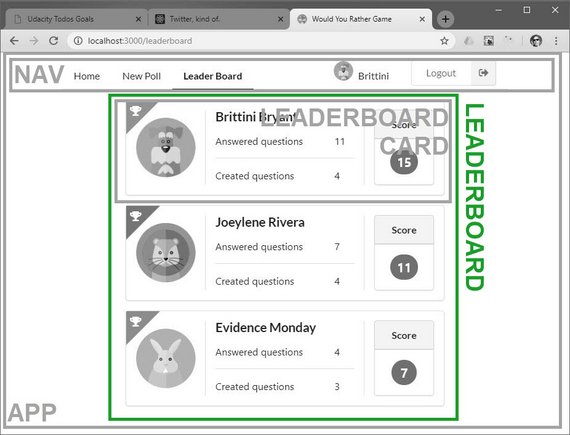 Udacity Todos Goals
Twitter, kind of.
Would You Rather Game
localhost:3000/leaderboard
NAV
Home
New Poll
Leader Board
Brittini
Logout
LEADERBOARD
LEADERBOARD
CARD
Brittini Bryant
Answered questions 11
Created questions 4
Score
15
Joeylene Rivera
Answered questions 7
Created questions 4
Score
11
Evidence Monday
Answered questions 4
Created questions 3
Score
7
APP